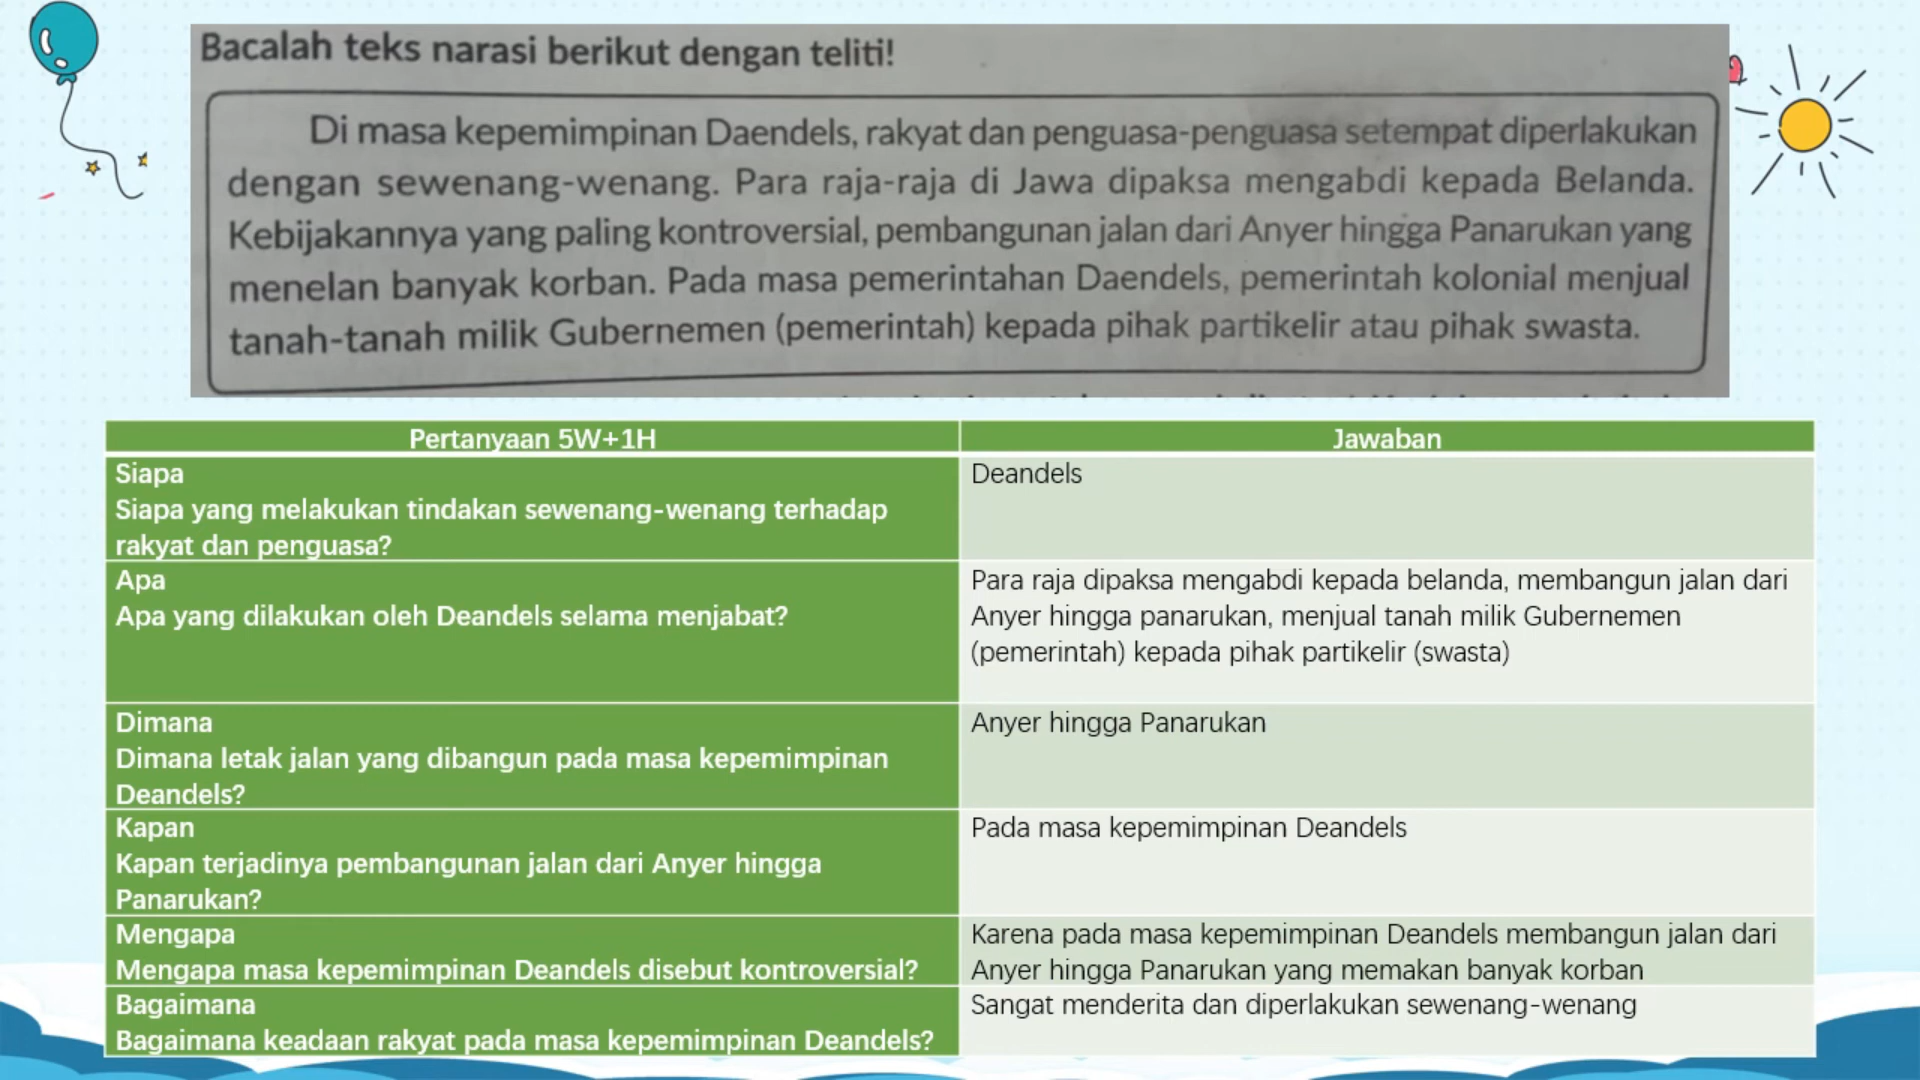 Bacalah teks narasi berikut dengan teliti!
Di masa kepemimpinan Daendels, rakyat dan penguasa-penguasa setempat diperlakukan
dengan sewenang-wenang. Para raja-raja di Jawa dipaksa mengabdi kepada Belanda.
Kebijakannya yang paling kontroversial, pembangunan jalan dari Anyer hingga Panarukan yang
menelan banyak korban. Pada masa pemerintahan Daendels, pemerintah kolonial menjual
tanah-tanah milik Gubernemen (pemerintah) kepada pihak partikelir atau pihak swasta.
Pertanyaan 5W+1H
Jawaban
Siapa
Siapa yang melakukan tindakan sewenang-wenang terhadap
rakyat dan penguasa?
Deandels
Apa
Apa yang dilakukan oleh Deandels selama menjabat?
Para raja dipaksa mengabdi kepada belanda, membangun jalan dari
Anyer hingga panarukan, menjual tanah milik Gubernemen
(pemerintah) kepada pihak partikelir (swasta)
Dimana
Dimana letak jalan yang dibangun pada masa kepemimpinan
Deandels?
Anyer hingga Panarukan
Kapan
Kapan terjadinya pembangunan jalan dari Anyer hingga
Panarukan?
Pada masa kepemimpinan Deandels
Mengapa
Mengapa masa kepemimpinan Deandels disebut kontroversial?
Karena pada masa kepemimpinan Deandels membangun jalan dari
Anyer hingga Panarukan yang memakan banyak korban
Bagaimana
Bagaimana keadaan rakyat pada masa kepemimpinan Deandels?
Sangat menderita dan diperlakukan sewenang-wenang